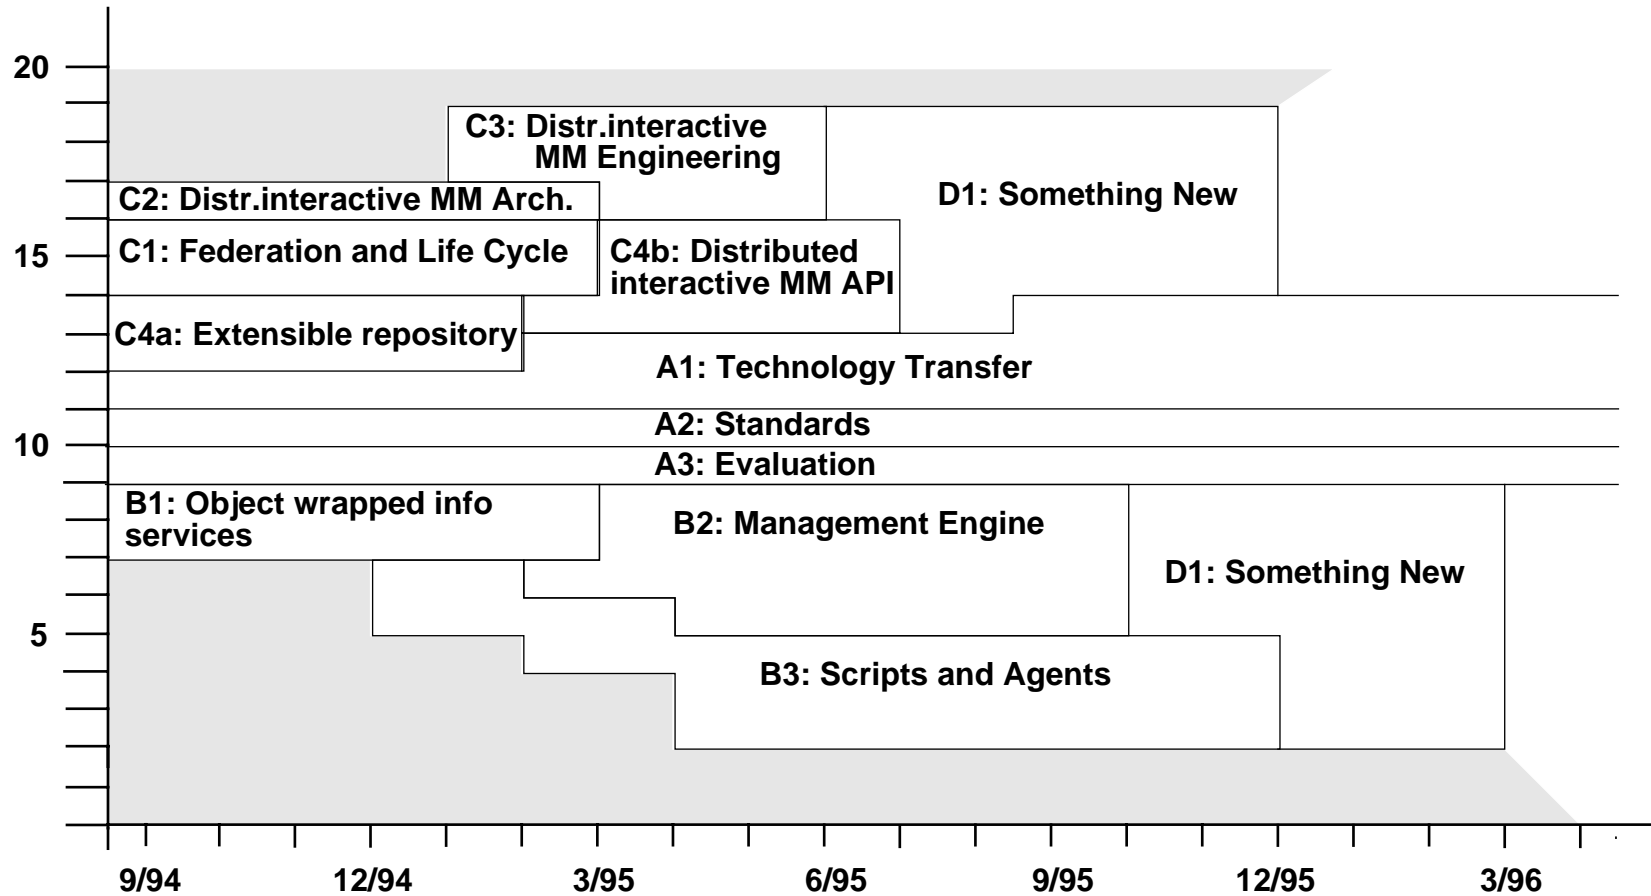 20
C3: Distr.interactive
MM Engineering
D1: Something New
C2: Distr.interactive MM Arch.
15
C1: Federation and Life Cycle
C4b: Distributed
interactive MM API
C4a: Extensible repository
A1: Technology Transfer
A2: Standards
10
A3: Evaluation
B1: Object wrapped info
services
B2: Management Engine
D1: Something New
5
B3: Scripts and Agents
9/94 12/94 3/95 6/95 9/95 12/95 3/96